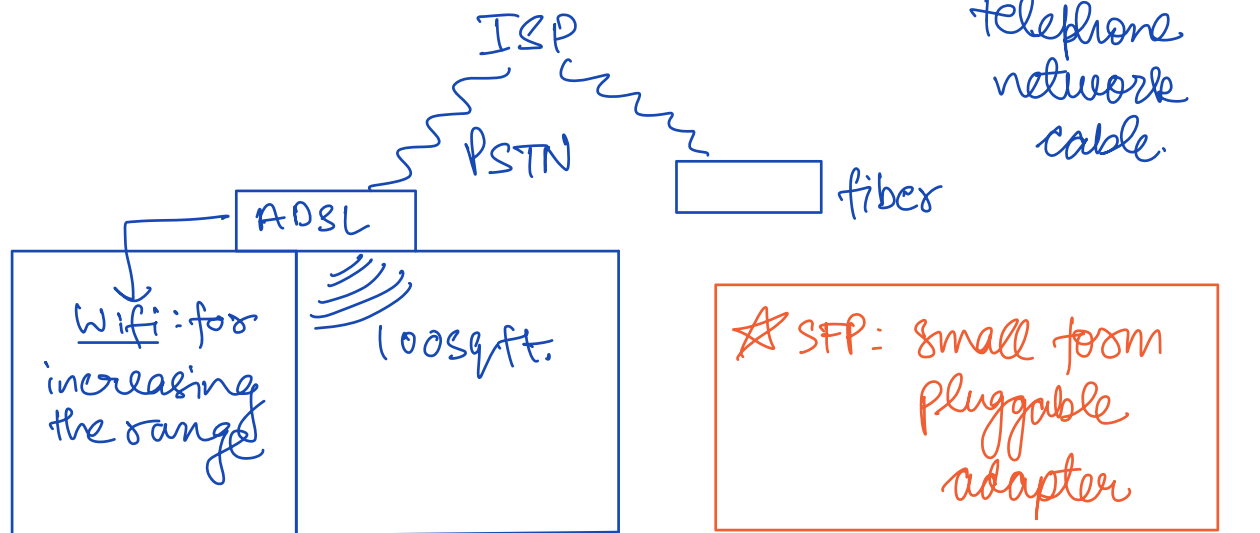 ISP
telephone
network
cable.
PSTN
fiber
ADSL
Wifi: for
increasing
the range
100sqft.
☆ SFP: small form
pluggable
adapter